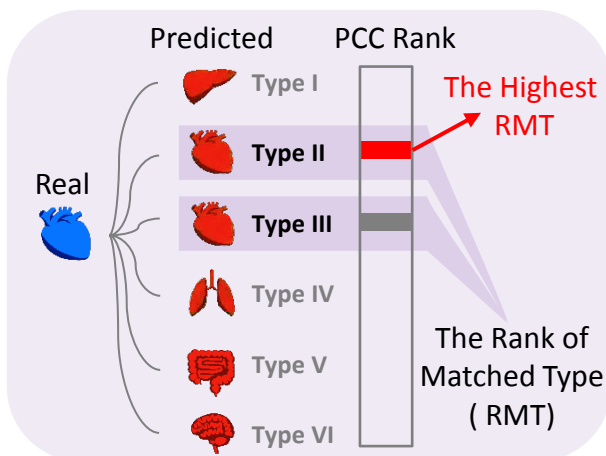 Predicted
PCC Rank
Type I
The Highest
RMT
Type II
Real
Type III
Type IV
The Rank of
Matched Type
( RMT)
Type V
Type VI